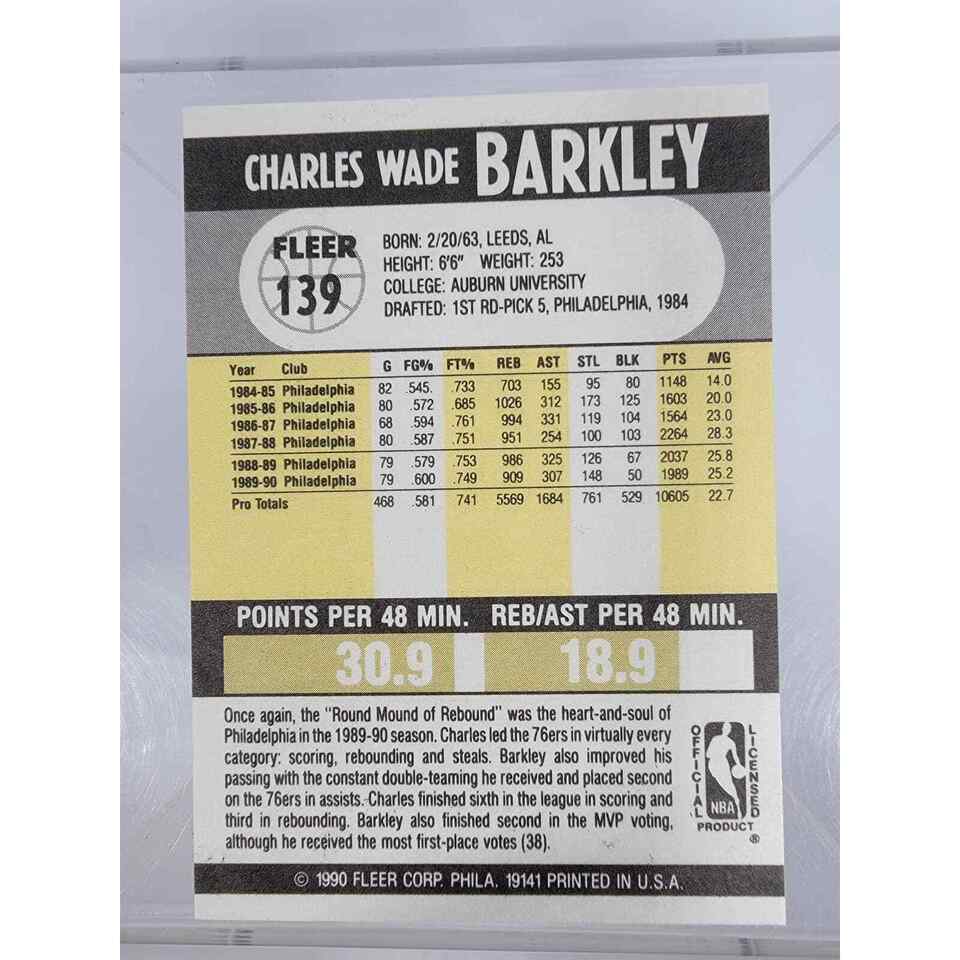 CHARLES WADE BARKLEY
FLEER
139
BORN: 2/20/63, LEEDS, AL
HEIGHT: 6'6" WEIGHT: 253
COLLEGE: AUBURN UNIVERSITY
DRAFTED: 1ST RD-PICK 5, PHILADELPHIA, 1984
Year Club G FG% FT% REB AST STL BLK PTS AVG
1984-85 Philadelphia 82 .545. .733 703 155 95 80 1148 14.0
1985-86 Philadelphia 80 .572 .685 1026 312 173 125 1603 20.0
1986-87 Philadelphia 68 .594 .761 994 331 119 104 1564 23.0
1987-88 Philadelphia 80 .587 .751 951 254 100 103 2264 28.3
1988-89 Philadelphia 79 .579 .753 986 325 126 67 2037 25.8
1989-90 Philadelphia 79 .600 .749 909 307 148 50 1989 25.2
Pro Totals 468 .581 .741 5569 1684 761 529 10605 22.7
POINTS PER 48 MIN. REB/AST PER 48 MIN.
30.9 18.9
Once again, the "Round Mound of Rebound" was the heart-and-soul of
Philadelphia in the 1989-90 season. Charles led the 76ers in virtually every
category: scoring, rebounding and steals. Barkley also improved his
passing with the constant double-teaming he received and placed second
on the 76ers in assists. Charles finished sixth in the league in scoring and
third in rebounding. Barkley also finished second in the MVP voting,
although he received the most first-place votes (38).
OFFICIAL
LICENSED
NBA
PRODUCT
®
© 1990 FLEER CORP. PHILA. 19141 PRINTED IN U.S.A.